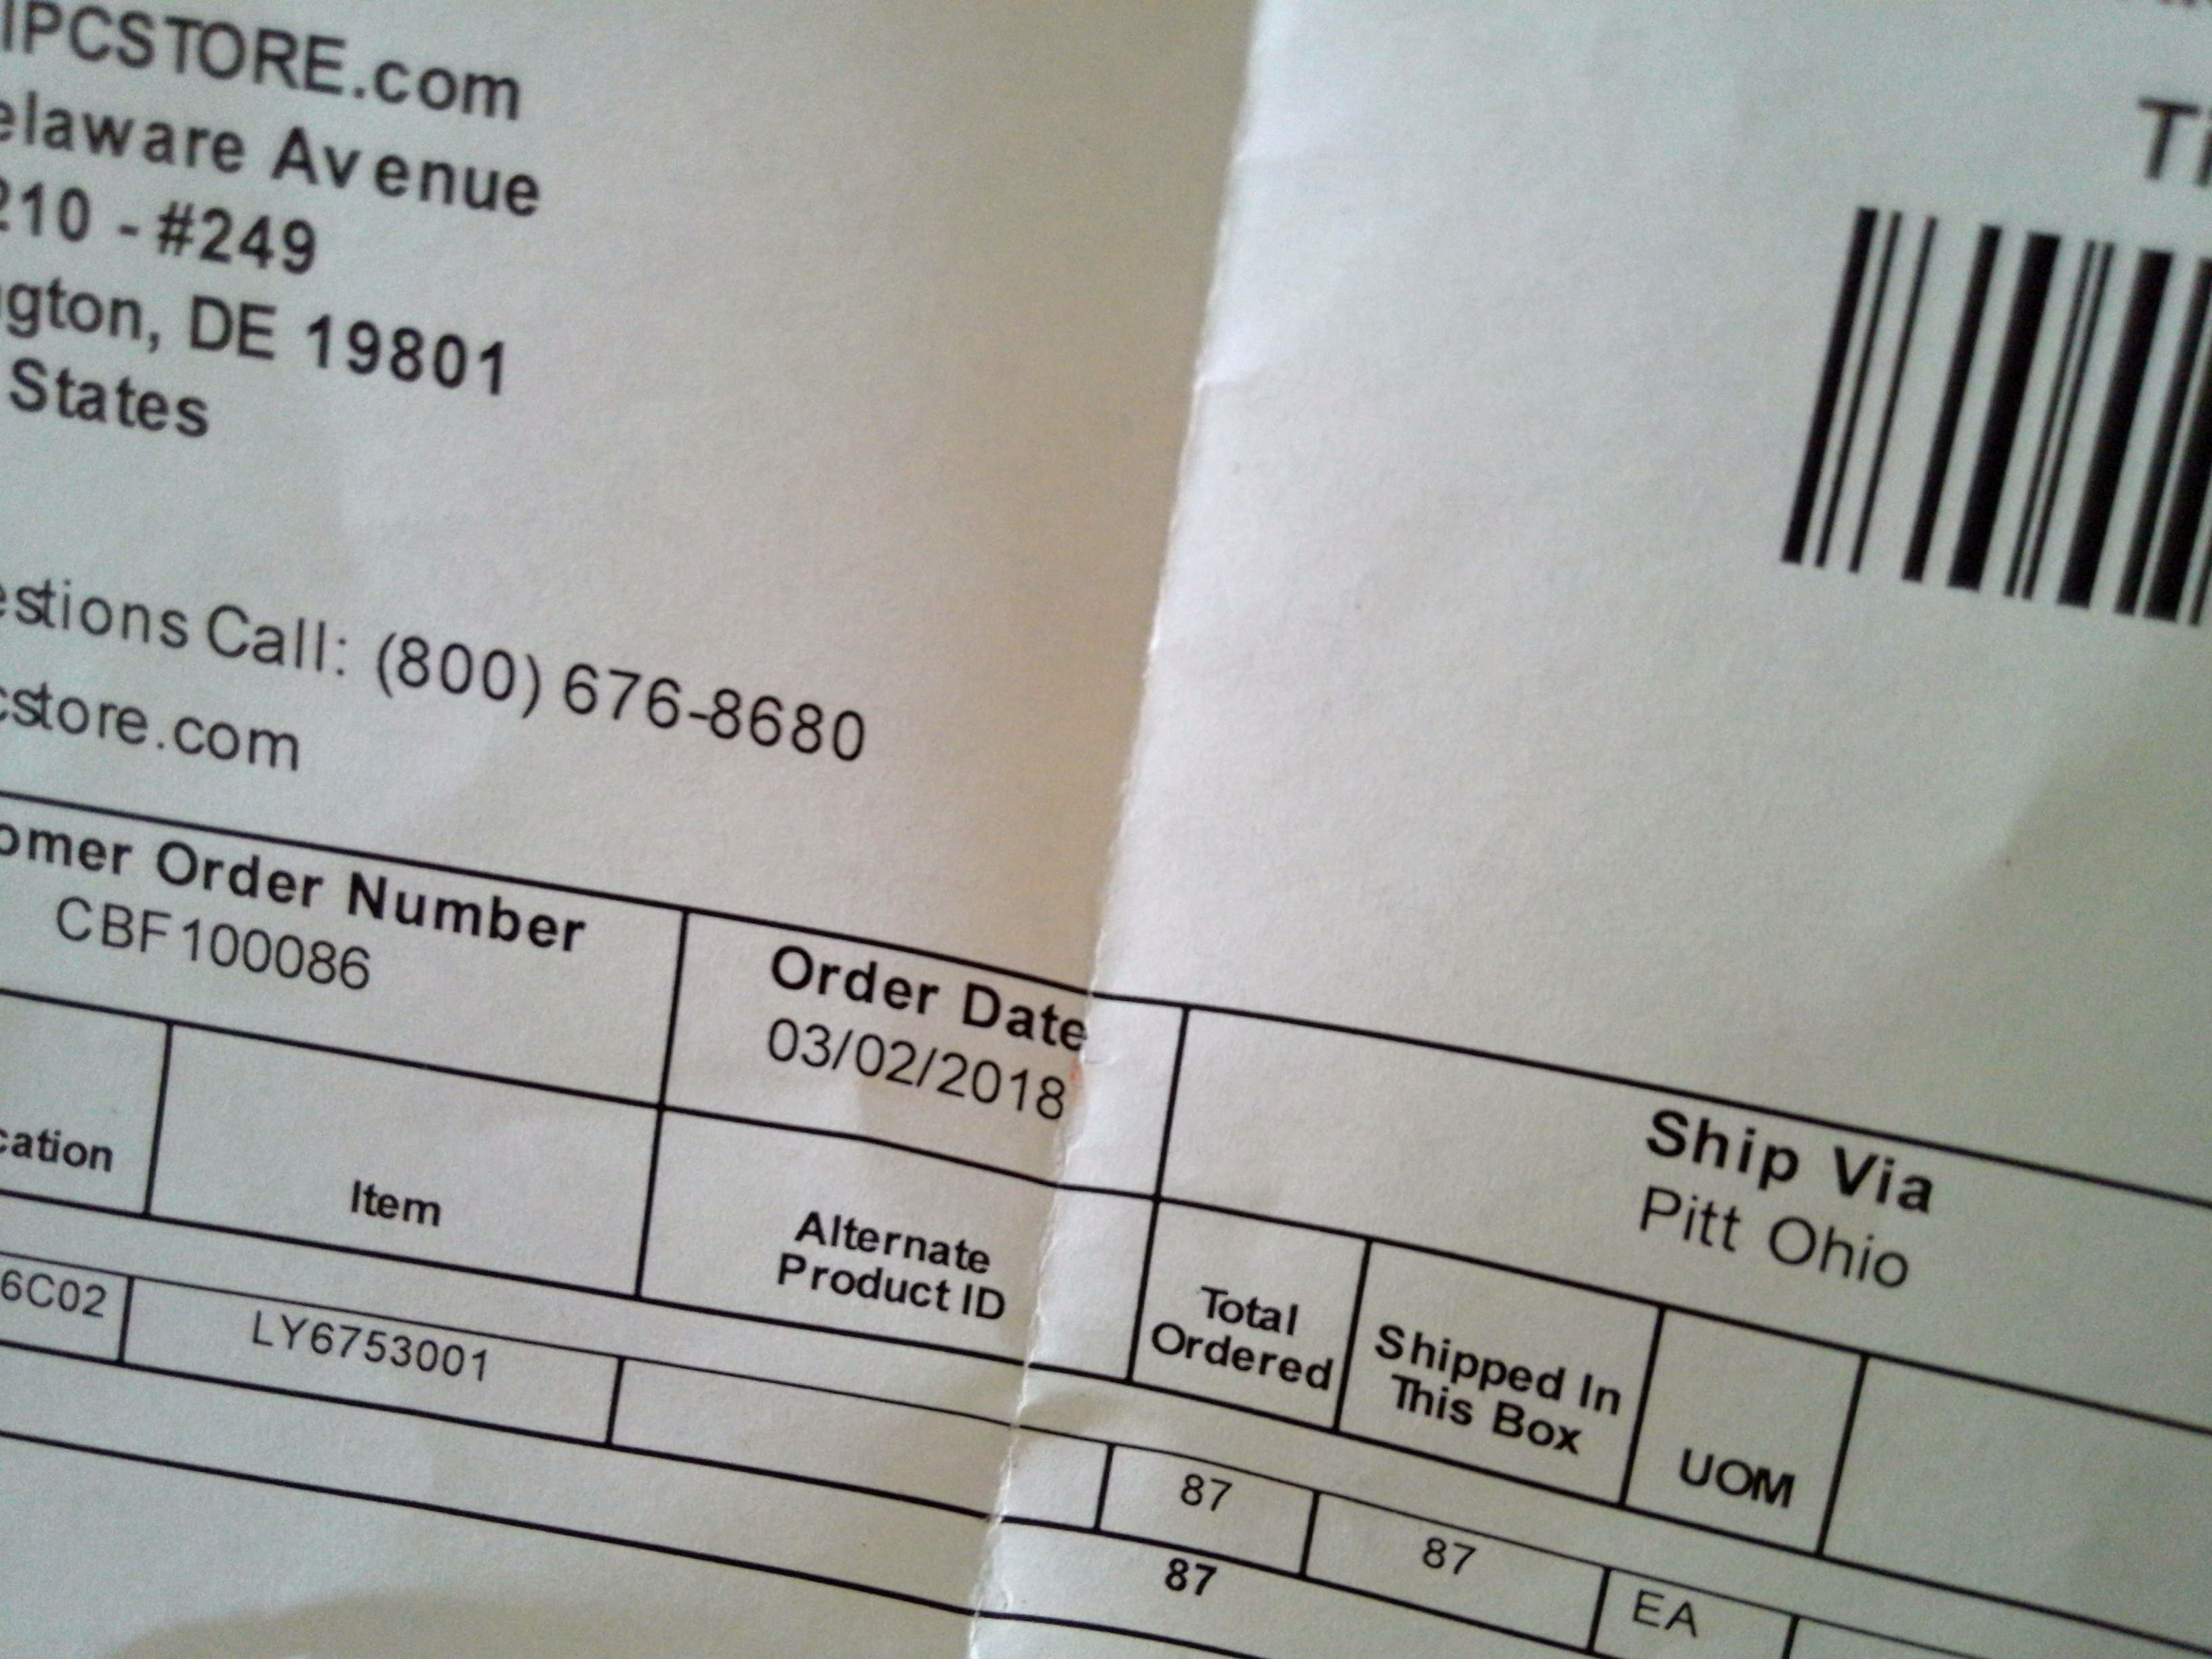 IPCSTORE.com
elaware Avenue
210 - #249
gton, DE 19801
States
estions Call: (800) 676-8680
cstore.com
omer Order Number
CBF100086
Order Date
03/02/2018
Ship Via
Pitt Ohio
cation
Item
Alternate
Product ID
Total
Ordered
Shipped In
This Box
UOM
6C02
LY6753001
87
87
EA
87